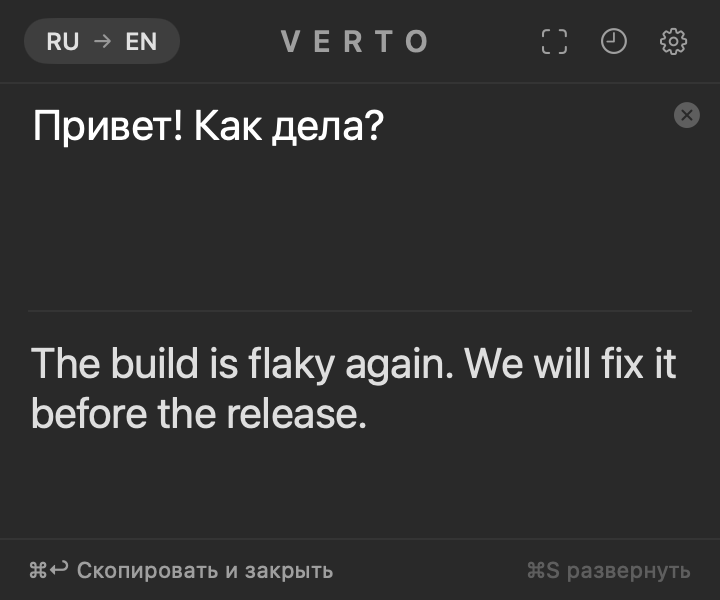 RU → EN
VERTO
Привет! Как дела?
The build is flaky again. We will fix it
before the release.
⌘↩ Скопировать и закрыть
⌘S развернуть